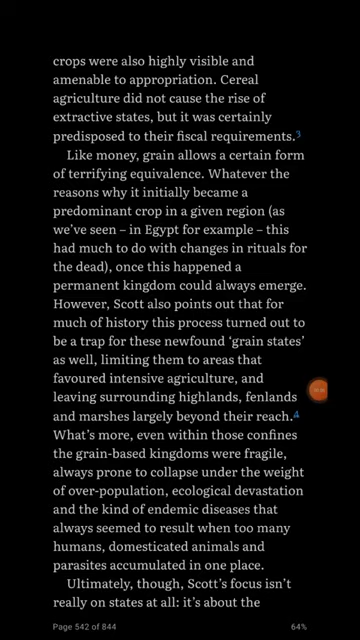 crops were also highly visible and
amenable to appropriation. Cereal
agriculture did not cause the rise of
extractive states, but it was certainly
predisposed to their fiscal requirements.3
Like money, grain allows a certain form
of terrifying equivalence. Whatever the
reasons why it initially became a
predominant crop in a given region (as
we’ve seen – in Egypt for example – this
had much to do with changes in rituals for
the dead), once this happened a
permanent kingdom could always emerge.
However, Scott also points out that for
much of history this process turned out to
be a trap for these newfound ‘grain states’
as well, limiting them to areas that
favoured intensive agriculture, and
leaving surrounding highlands, fenlands
and marshes largely beyond their reach.4
What’s more, even within those confines
the grain-based kingdoms were fragile,
always prone to collapse under the weight
of over-population, ecological devastation
and the kind of endemic diseases that
always seemed to result when too many
humans, domesticated animals and
parasites accumulated in one place.
Ultimately, though, Scott’s focus isn’t
really on states at all: it’s about the
Page 542 of 844
64%